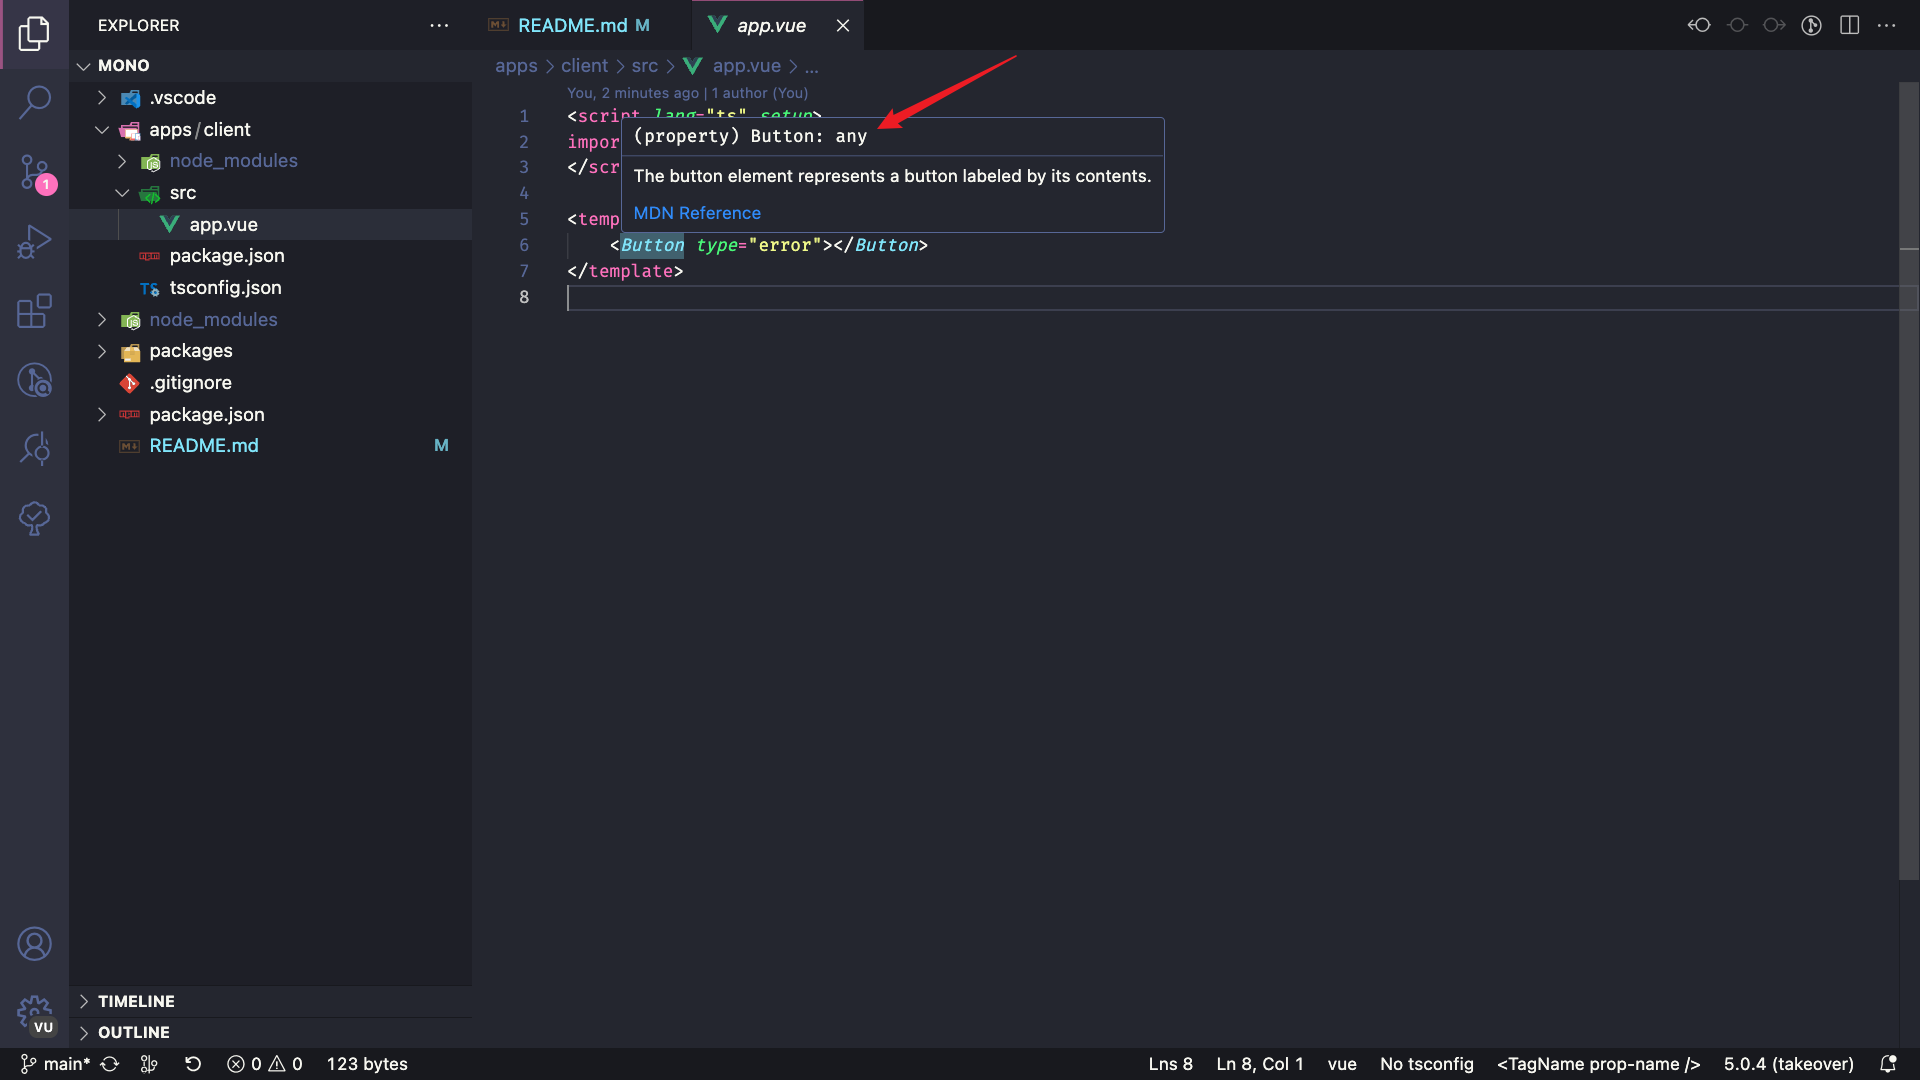 EXPLORER
README.md M
app.vue
MONO
.vscode
apps / client
node_modules
src
app.vue
package.json
tsconfig.json
node_modules
packages
.gitignore
package.json
README.md M
apps > client > src > app.vue > ...
You, 2 minutes ago | 1 author (You)
1 <script lang="ts" setup>
2 impor
3 </scr
4
5 <temp
6 <Button type="error"></Button>
7 </template>
8
(property) Button: any
The button element represents a button labeled by its contents.
MDN Reference
1
TIMELINE
OUTLINE
VU
main* 0 0 123 bytes
Lns 8 Ln 8, Col 1 vue No tsconfig <TagName prop-name /> 5.0.4 (takeover)